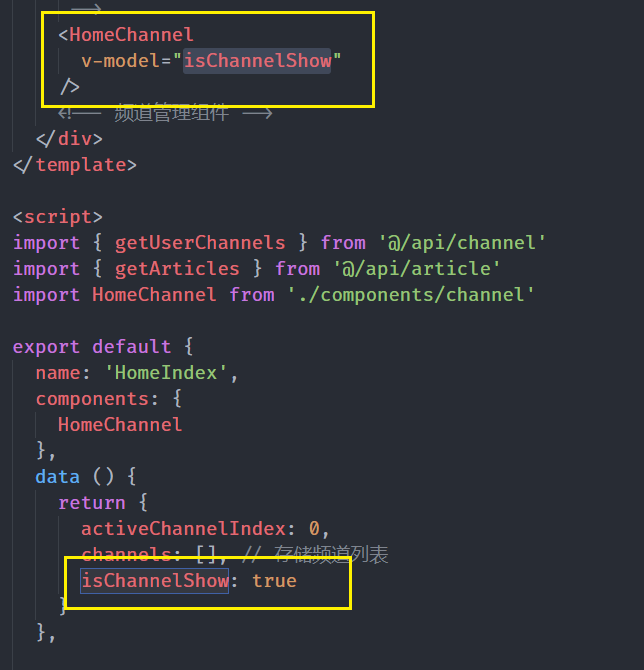 -->
<HomeChannel
v-model="isChannelShow"
/>
<!-- 频道管理组件 -->
</div>
</template>
<script>
import { getUserChannels } from '@/api/channel'
import { getArticles } from '@/api/article'
import HomeChannel from './components/channel'
export default {
name: 'HomeIndex',
components: {
HomeChannel
},
data () {
return {
activeChannelIndex: 0,
channels: [], // 存储频道列表
isChannelShow: true
}
},